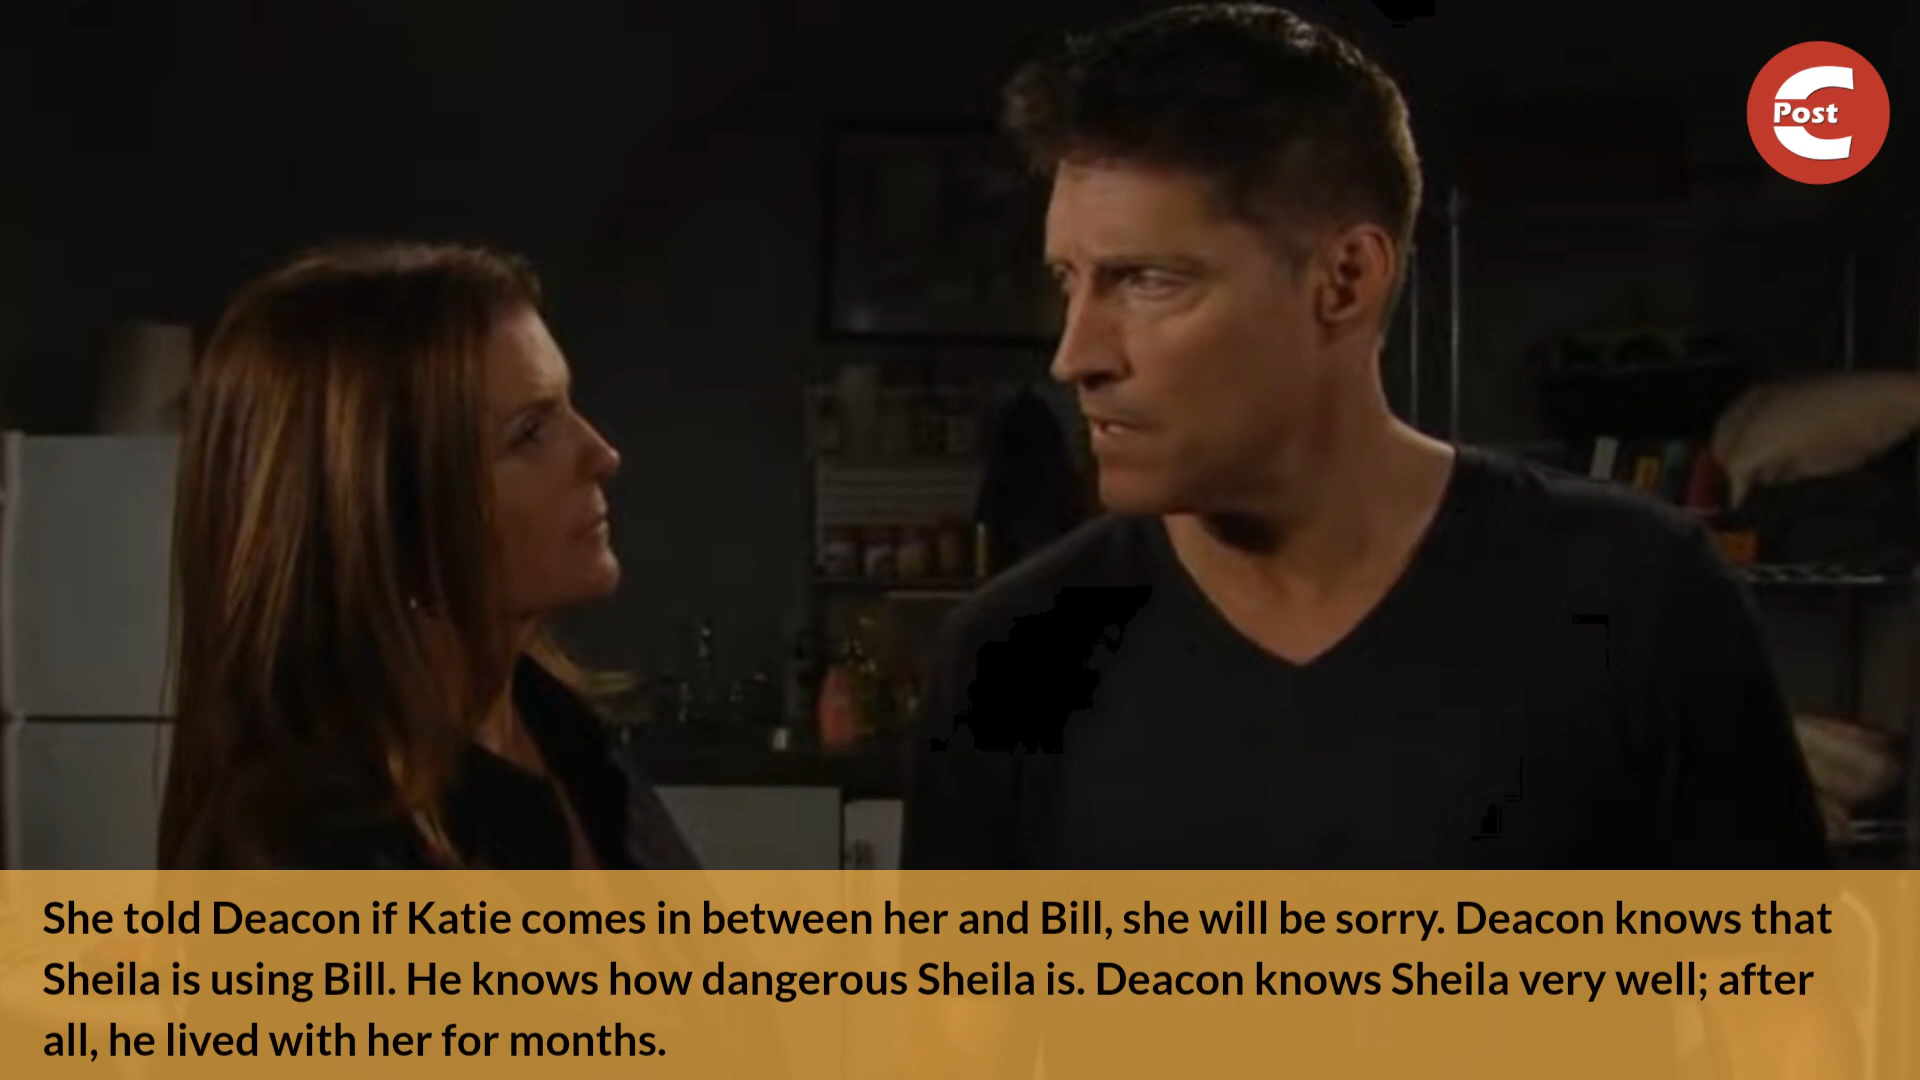 Post
She told Deacon if Katie comes in between her and Bill, she will be sorry. Deacon knows that
Sheila is using Bill. He knows how dangerous Sheila is. Deacon knows Sheila very well; after
all, he lived with her for months.